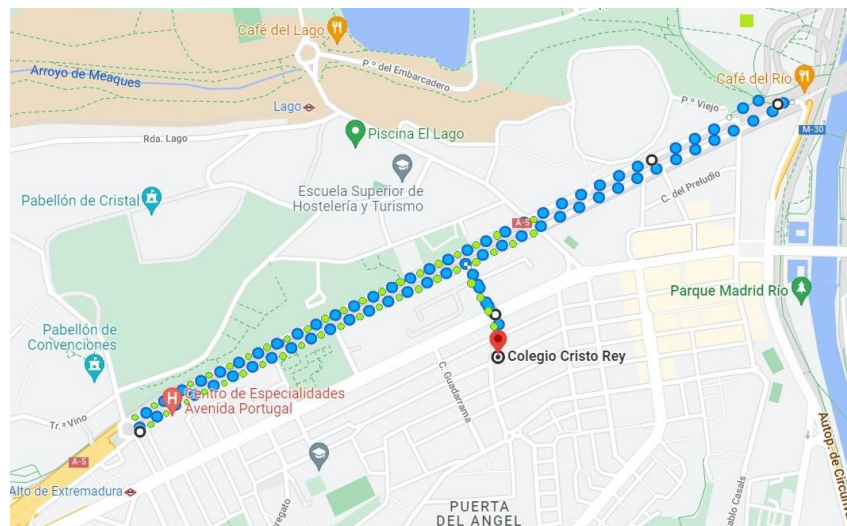 Café del Lago
P.º del Embarcadero
Arroyo de Meaques
Café del Río
Lago
P.º Viejo
M-30
Rda. Lago
Piscina El Lago
Escuela Superior de
Hostelería y Turismo
Pabellón de Cristal
C. del Preludio
A-5
Parque Madrid Río
Pabellón de
Convenciones
Colegio Cristo Rey
C. Guadarrama
H
Centro de Especialidades
Avenida Portugal
Tr.ª Vino
A-5
Alto de Extremadura
PUERTA
DEL ANGEL
Autop. de Circunv
ablo Casals